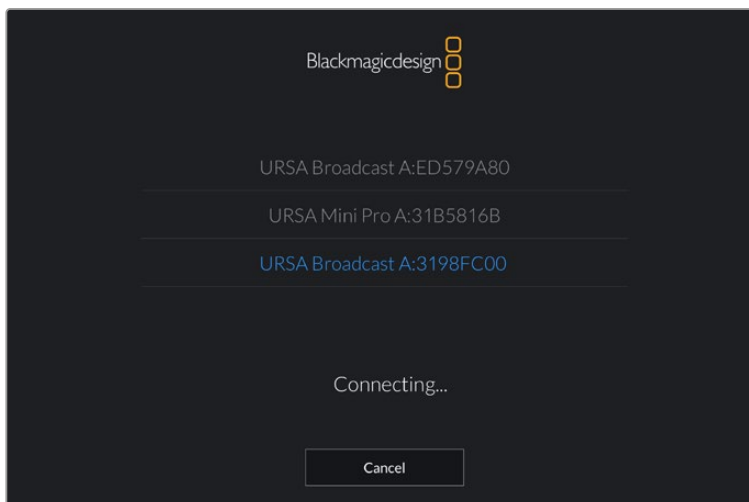 Blackmagicdesign
URSA Broadcast A:ED579A80
URSA Mini Pro A:31B5816B
URSA Broadcast A:3198FC00
Connecting...
Cancel